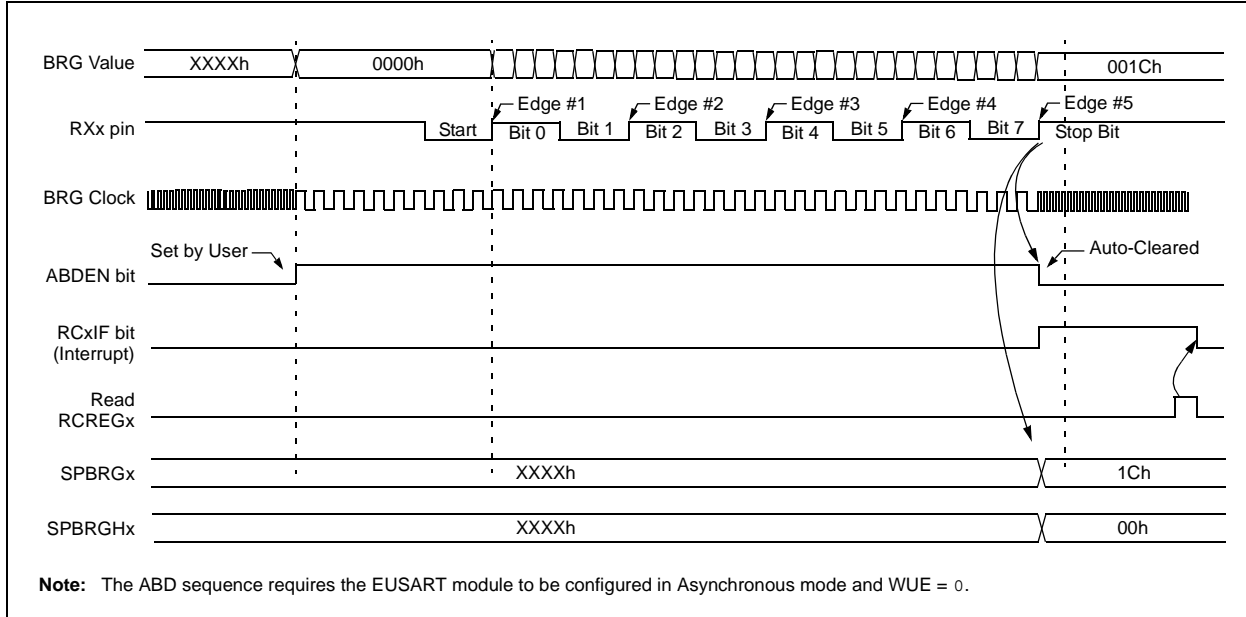 BRG Value XXXXh 0000h 001Ch
Edge #1 Edge #2 Edge #3 Edge #4 Edge #5
RXx pin Start Bit 0 Bit 1 Bit 2 Bit 3 Bit 4 Bit 5 Bit 6 Bit 7 Stop Bit
BRG Clock
Set by User Auto-Cleared
ABDEN bit
RCxIF bit
(Interrupt)
Read
RCREGx
SPBRGx XXXXh 1Ch
SPBRGHx XXXXh 00h
Note: The ABD sequence requires the EUSART module to be configured in Asynchronous mode and WUE = 0.